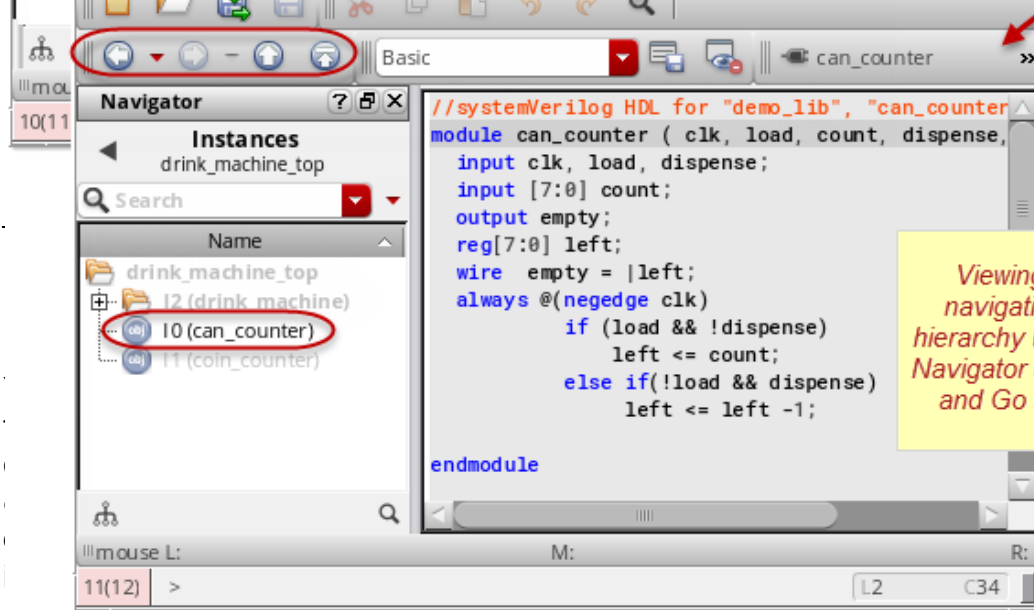 Basic
can_counter
»
mou
10(11
Navigator
Instances
drink_machine_top
Search
Name
drink_machine_top
I2 (drink_machine)
obj I0 (can_counter)
obj I1 (coin_counter)
//systemVerilog HDL for "demo_lib", "can_counter
module can_counter ( clk, load, count, dispense,
input clk, load, dispense;
input [7:0] count;
output empty;
reg[7:0] left;
wire empty = |left;
always @(negedge clk)
if (load && !dispense)
left <= count;
else if(!load && dispense)
left <= left -1;
endmodule
Viewing
navigati
hierarchy
Navigator
and Go
mouse L: M: R:
11(12) > L2 C34